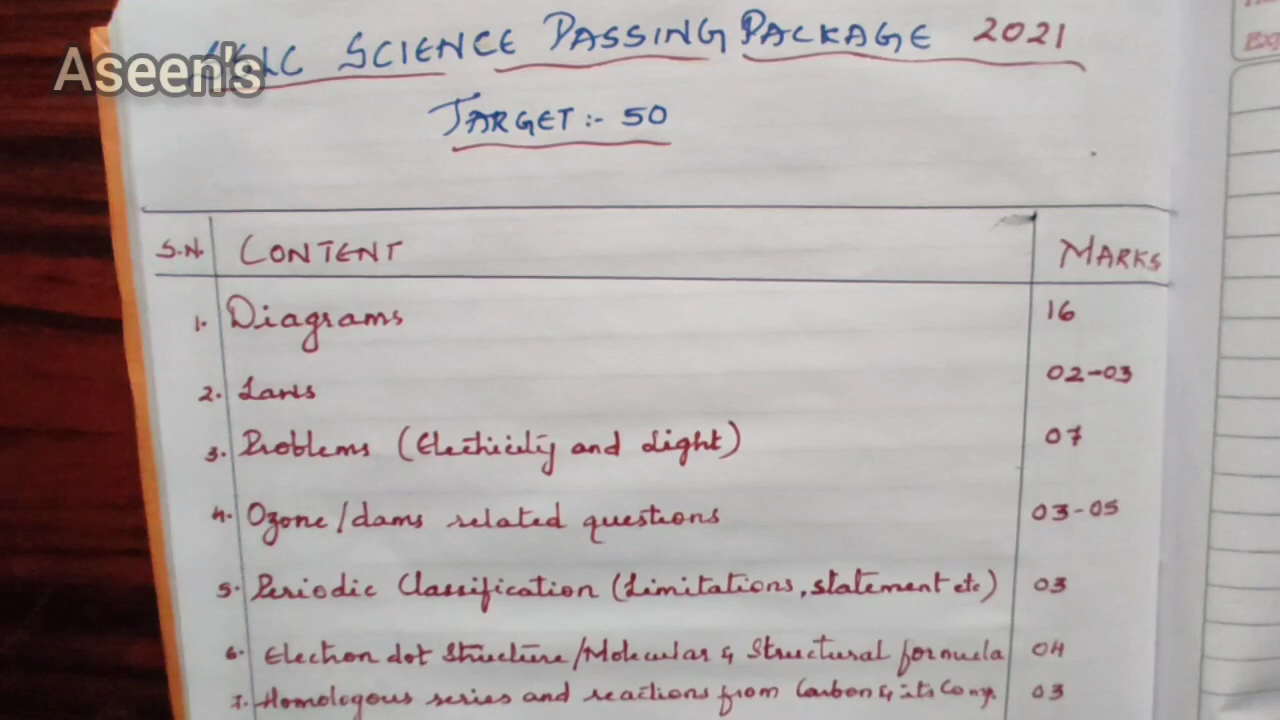 Aseen's
SSLC SCIENCE PASSING PACKAGE 2021
TARGET:- 50
S.N. CONTENT MARKS
1. Diagrams 16
2. Laws 02-03
3. Problems (Electricity and Light) 07
4. Ozone/dams related questions 03-05
5. Periodic Classification (Limitations, statement etc) 03
6. Electron dot Structure/Molecular & Structural formula 04
7. Homologous series and reactions from Carbon & its Comp. 03